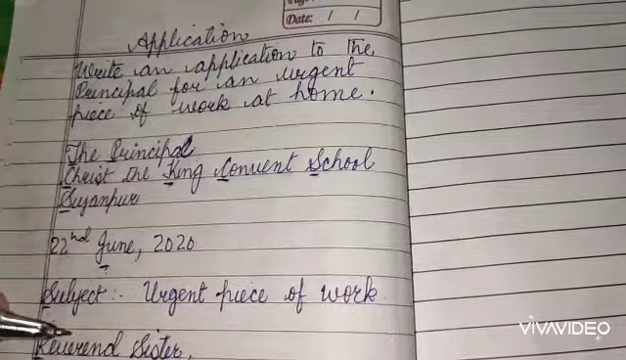 Date: / /
Application
Write an application to the
Principal for an urgent
piece of work at home.
The Principal
Christ the King Convent School
Sujanpur
22nd June, 2020
Subject:- Urgent piece of work
Reverend Sister,
VIVAVIDEO